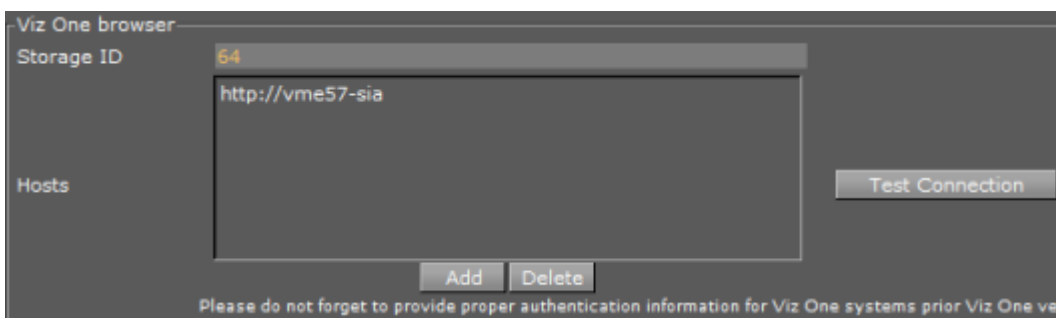 Viz One browser
Storage ID
64
http://vme57-sia
Hosts
Test Connection
Add Delete
Please do not forget to provide proper authentication information for Viz One systems prior Viz One ve